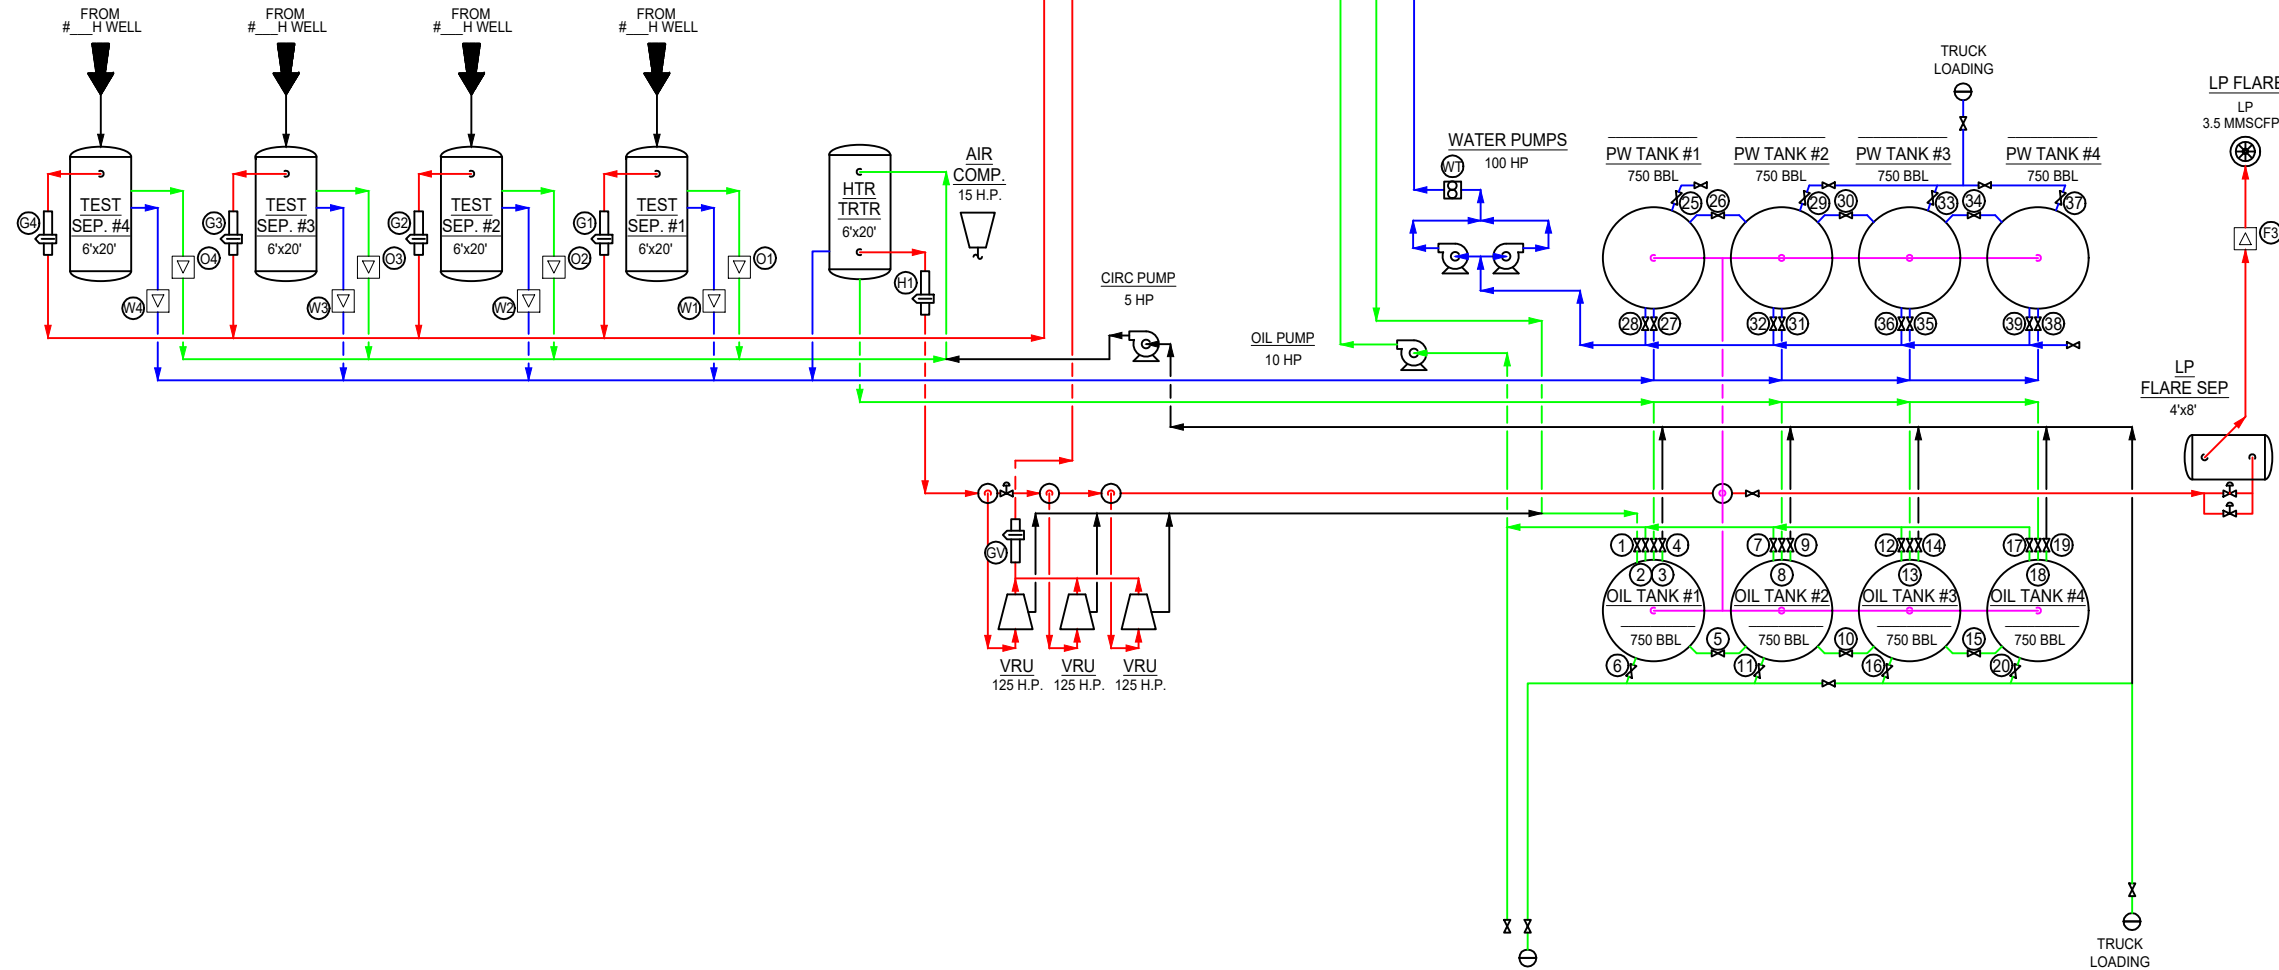 FROM
#___H WELL
FROM
#___H WELL
FROM
#___H WELL
FROM
#___H WELL
TEST
SEP. #4
6'x20'
TEST
SEP. #3
6'x20'
TEST
SEP. #2
6'x20'
TEST
SEP. #1
6'x20'
HTR
TRTR
6'x20'
AIR
COMP.
15 H.P.
G4
G3
G2
G1
O4
O3
O2
O1
W4
W3
W2
W1
H1
CIRC PUMP
5 HP
OIL PUMP
10 HP
WATER PUMPS
100 HP
WT
TRUCK
LOADING
PW TANK #1
750 BBL
PW TANK #2
750 BBL
PW TANK #3
750 BBL
PW TANK #4
750 BBL
25
26
29
30
33
34
37
28
27
32
31
36
35
39
38
LP FLARE
LP
3.5 MMSCFP
F3
LP
FLARE SEP
4'x8'
GV
VRU
125 H.P.
VRU
125 H.P.
VRU
125 H.P.
1
4
7
9
12
14
17
19
2
3
8
13
18
OIL TANK #1
750 BBL
OIL TANK #2
750 BBL
OIL TANK #3
750 BBL
OIL TANK #4
750 BBL
5
10
15
6
11
16
20
TRUCK
LOADING